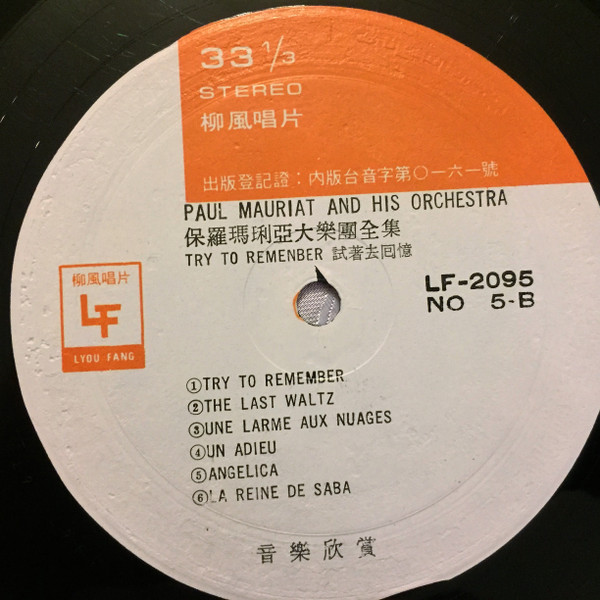 33 1/3
STEREO
柳風唱片
出版登記證：內版台音字第〇一六一號
PAUL MAURIAT AND HIS ORCHESTRA
保羅瑪琍亞大樂團全集
TRY TO REMENBER 試著去囘憶
LF-2095
NO 5-B
柳風唱片
LF
LYOU FANG
①TRY TO REMEMBER
②THE LAST WALTZ
③UNE LARME AUX NUAGES
④UN ADIEU
⑤ANGELICA
⑥LA REINE DE SABA
音樂欣賞